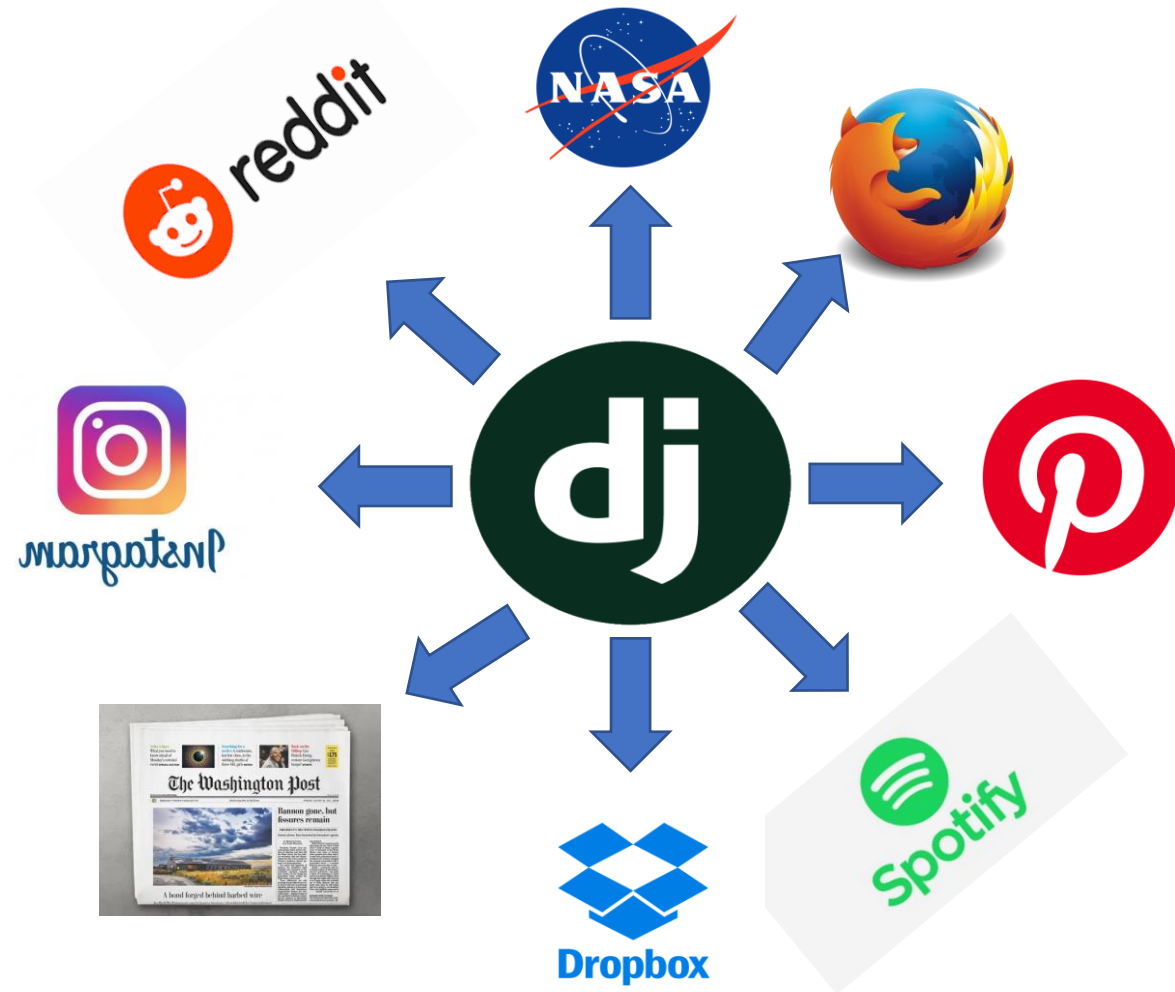 NASA
reddit
dj
Instagram
The Washington Post
Bannon gone, but
fissures remain
A bond forged behind barbed wire
Spotify
Dropbox